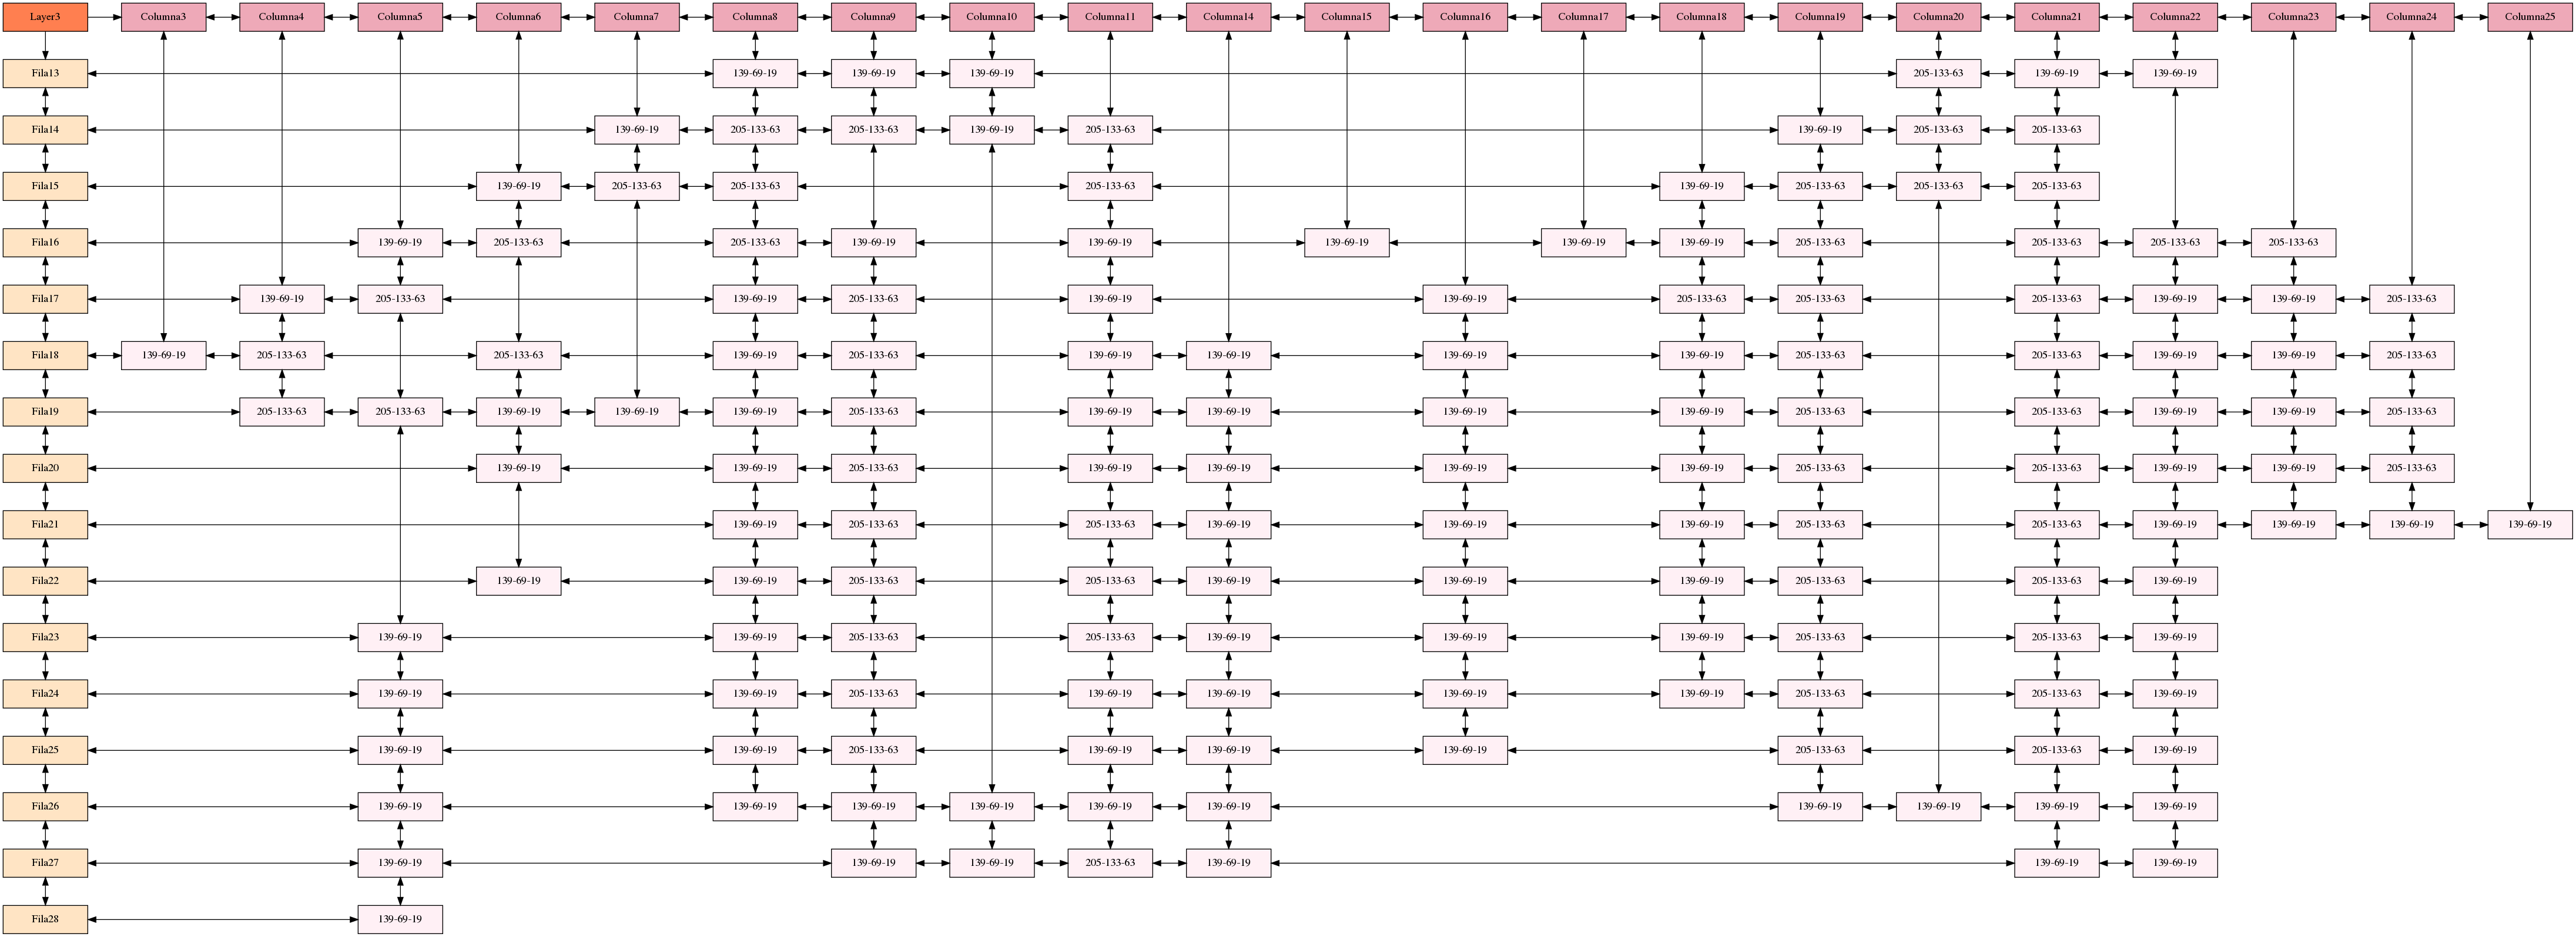 Layer3 Columna3 Columna4 Columna5 Columna6 Columna7 Columna8 Columna9 Columna10 Columna11 Columna14 Columna15 Columna16 Columna17 Columna18 Columna19 Columna20 Columna21 Columna22 Columna23 Columna24 Columna25
Fila13 139-69-19 139-69-19 139-69-19 205-133-63 139-69-19 139-69-19
Fila14 139-69-19 205-133-63 205-133-63 139-69-19 205-133-63 139-69-19 205-133-63 205-133-63
Fila15 139-69-19 205-133-63 205-133-63 205-133-63 139-69-19 205-133-63 205-133-63 205-133-63
Fila16 139-69-19 205-133-63 205-133-63 139-69-19 139-69-19 139-69-19 139-69-19 139-69-19 205-133-63 205-133-63 205-133-63 205-133-63
Fila17 139-69-19 205-133-63 139-69-19 205-133-63 139-69-19 139-69-19 205-133-63 205-133-63 205-133-63 139-69-19 139-69-19 205-133-63
Fila18 139-69-19 205-133-63 205-133-63 139-69-19 205-133-63 139-69-19 139-69-19 139-69-19 139-69-19 205-133-63 205-133-63 139-69-19 139-69-19 205-133-63
Fila19 205-133-63 205-133-63 139-69-19 139-69-19 139-69-19 205-133-63 139-69-19 139-69-19 139-69-19 139-69-19 205-133-63 205-133-63 139-69-19 139-69-19 205-133-63
Fila20 139-69-19 139-69-19 205-133-63 139-69-19 139-69-19 139-69-19 139-69-19 205-133-63 205-133-63 139-69-19 139-69-19 205-133-63
Fila21 139-69-19 205-133-63 205-133-63 139-69-19 139-69-19 139-69-19 205-133-63 205-133-63 139-69-19 139-69-19 139-69-19 139-69-19
Fila22 139-69-19 139-69-19 205-133-63 205-133-63 139-69-19 139-69-19 139-69-19 205-133-63 205-133-63 139-69-19
Fila23 139-69-19 139-69-19 205-133-63 205-133-63 139-69-19 139-69-19 139-69-19 205-133-63 205-133-63 139-69-19
Fila24 139-69-19 139-69-19 205-133-63 139-69-19 139-69-19 139-69-19 139-69-19 205-133-63 205-133-63 139-69-19
Fila25 139-69-19 139-69-19 205-133-63 139-69-19 139-69-19 139-69-19 205-133-63 205-133-63 139-69-19
Fila26 139-69-19 139-69-19 139-69-19 139-69-19 139-69-19 139-69-19 139-69-19 139-69-19 139-69-19 139-69-19
Fila27 139-69-19 139-69-19 139-69-19 205-133-63 139-69-19 139-69-19 139-69-19
Fila28 139-69-19